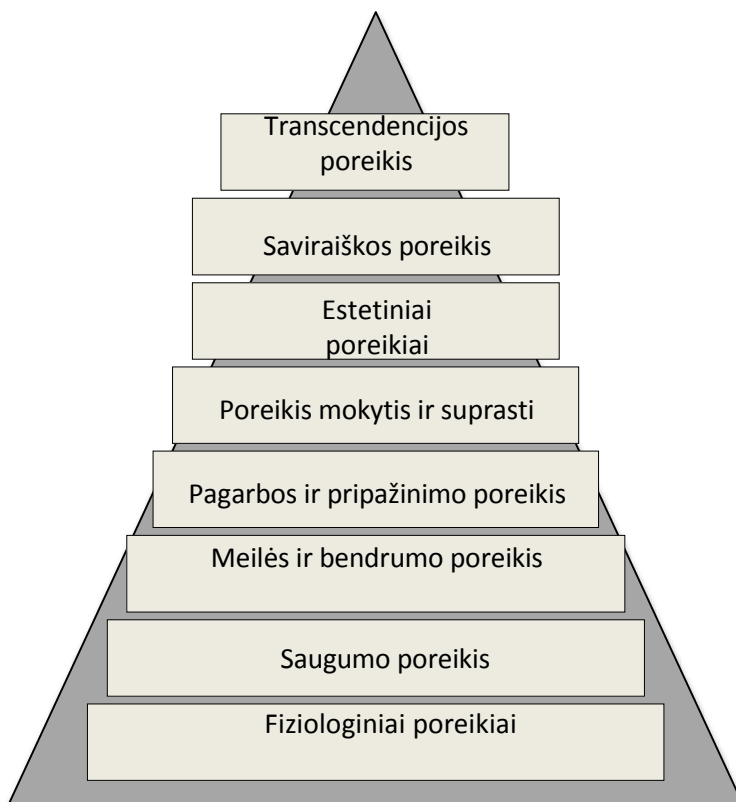 Transcendencijos
poreikis
Saviraiškos poreikis
Estetiniai
poreikiai
Poreikis mokytis ir suprasti
Pagarbos ir pripažinimo poreikis
Meilės ir bendrumo poreikis
Saugumo poreikis
Fiziologiniai poreikiai